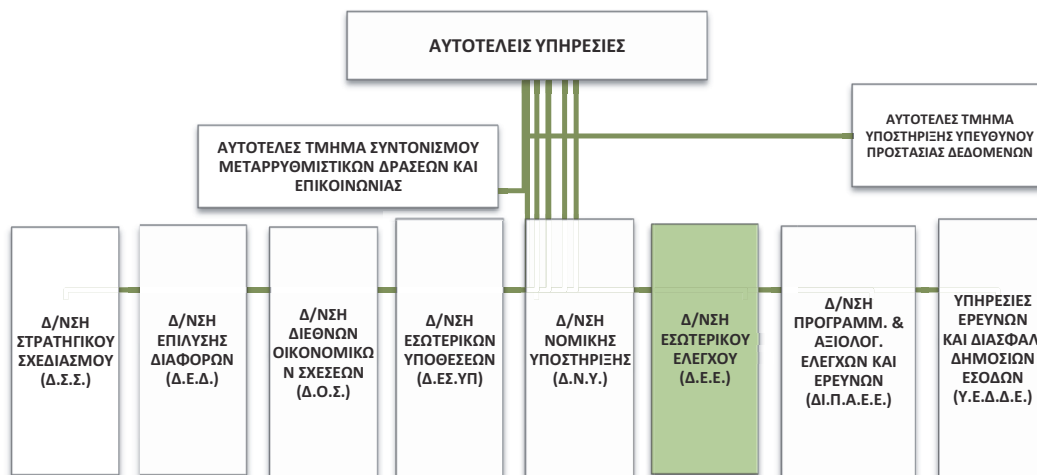 ΑΥΤΟΤΕΛΕΙΣ ΥΠΗΡΕΣΙΕΣ
ΑΥΤΟΤΕΛΕΣ ΤΜΗΜΑ ΣΥΝΤΟΝΙΣΜΟΥ
ΜΕΤΑΡΡΥΘΜΙΣΤΙΚΩΝ ΔΡΑΣΕΩΝ ΚΑΙ
ΕΠΙΚΟΙΝΩΝΙΑΣ
ΑΥΤΟΤΕΛΕΣ ΤΜΗΜΑ
ΥΠΟΣΤΗΡΙΞΗΣ ΥΠΕΥΘΥΝΟΥ
ΠΡΟΣΤΑΣΙΑΣ ΔΕΔΟΜΕΝΩΝ
Δ/ΝΣΗ
ΣΤΡΑΤΗΓΙΚΟΥ
ΣΧΕΔΙΑΣΜΟΥ
(Δ.Σ.Σ.)
Δ/ΝΣΗ
ΕΠΙΛΥΣΗΣ
ΔΙΑΦΟΡΩΝ
(Δ.Ε.Δ.)
Δ/ΝΣΗ
ΔΙΕΘΝΩΝ
ΟΙΚΟΝΟΜΙΚΩ
Ν ΣΧΕΣΕΩΝ
(Δ.Ο.Σ.)
Δ/ΝΣΗ
ΕΣΩΤΕΡΙΚΩΝ
ΥΠΟΘΕΣΕΩΝ
(Δ.ΕΣ.ΥΠ)
Δ/ΝΣΗ
ΝΟΜΙΚΗΣ
ΥΠΟΣΤΗΡΙΞΗΣ
(Δ.Ν.Υ.)
Δ/ΝΣΗ
ΕΣΩΤΕΡΙΚΟΥ
ΕΛΕΓΧΟΥ
(Δ.Ε.Ε.)
Δ/ΝΣΗ
ΠΡΟΓΡΑΜΜ. &
ΑΞΙΟΛΟΓ.
ΕΛΕΓΧΩΝ ΚΑΙ
ΕΡΕΥΝΩΝ
(ΔΙ.Π.Α.Ε.Ε.)
ΥΠΗΡΕΣΙΕΣ
ΕΡΕΥΝΩΝ
ΚΑΙ ΔΙΑΣΦΑΛ
ΔΗΜΟΣΙΩΝ
ΕΣΟΔΩΝ
(Υ.Ε.Δ.Δ.Ε.)